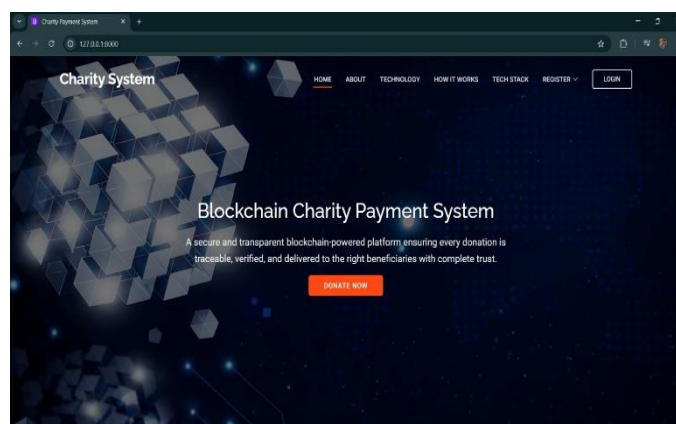 Charity Payment System
127.0.0.1:8000
Charity System
HOME ABOUT TECHNOLOGY HOW IT WORKS TECH STACK REGISTER LOGIN
Blockchain Charity Payment System
A secure and transparent blockchain-powered platform ensuring every donation is
traceable, verified, and delivered to the right beneficiaries with complete trust.
DONATE NOW